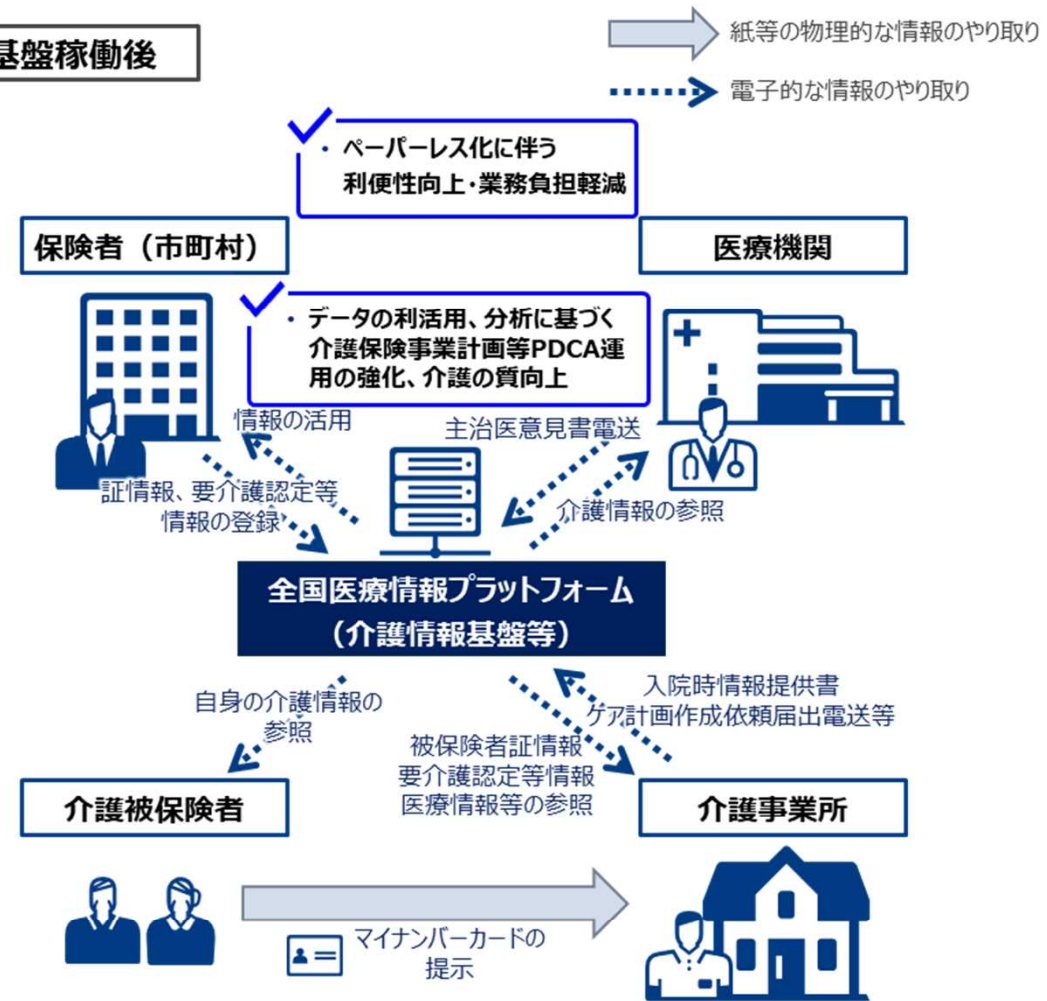 紙等の物理的な情報のやり取り
基盤稼働後
電子的な情報のやり取り
・ ペーパーレス化に伴う
利便性向上・業務負担軽減
保険者（市町村）
医療機関
・ データの利活用、分析に基づく
介護保険事業計画等PDCA運
用の強化、介護の質向上
情報の活用
主治医意見書電送
証情報、要介護認定等
情報の登録
介護情報の参照
全国医療情報プラットフォーム
（介護情報基盤等）
自身の介護情報の
参照
入院時情報提供書
ケア計画作成依頼届出電送等
被保険者証情報
要介護認定等情報
医療情報等の参照
介護被保険者
介護事業所
マイナンバーカードの
提示